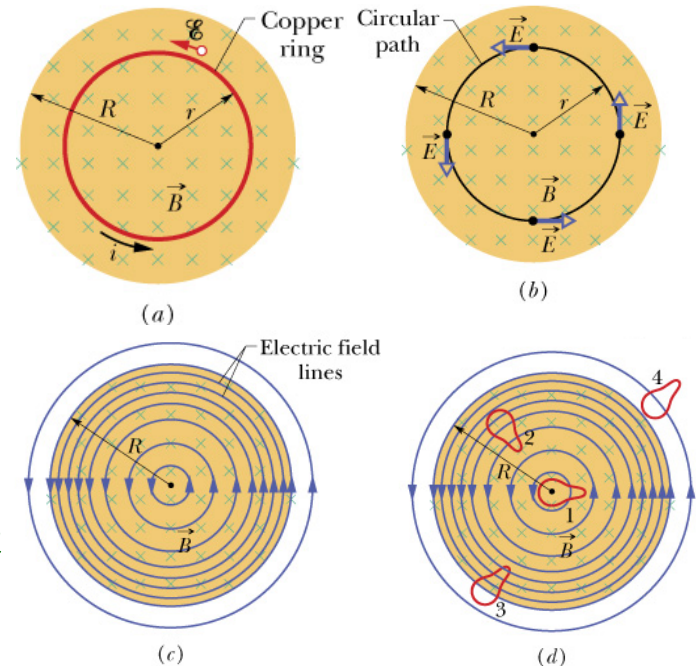 ℰ
Copper
ring
R
r
B
i
(a)
Circular
path
E
R
r
E
E
B
E
(b)
Electric field
lines
R
B
(c)
4
2
R
1
B
3
(d)